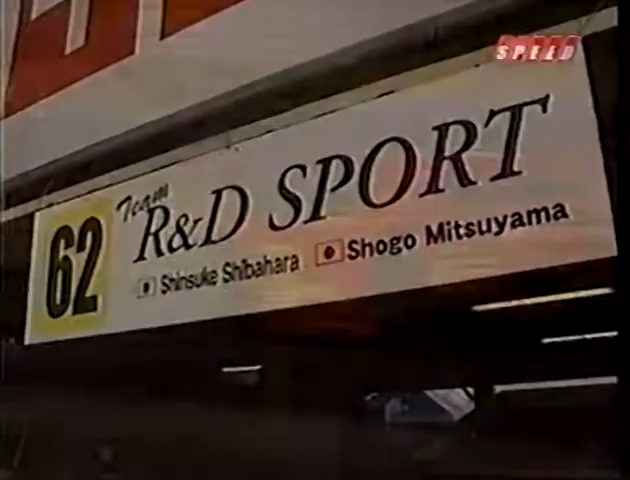 SPEED
62
Team
R&D SPORT
Shinsuke Shibahara
Shogo Mitsuyama